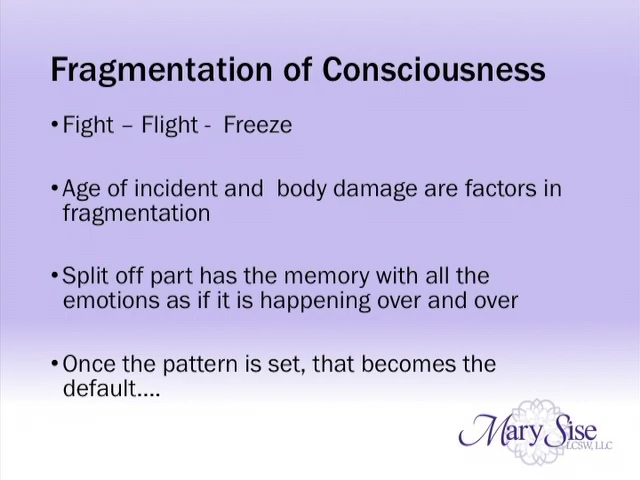 Fragmentation of Consciousness
• Fight – Flight -  Freeze
• Age of incident and  body damage are factors in
fragmentation
• Split off part has the memory with all the
emotions as if it is happening over and over
• Once the pattern is set, that becomes the
default....
Mary Sise
LCSW, LLC